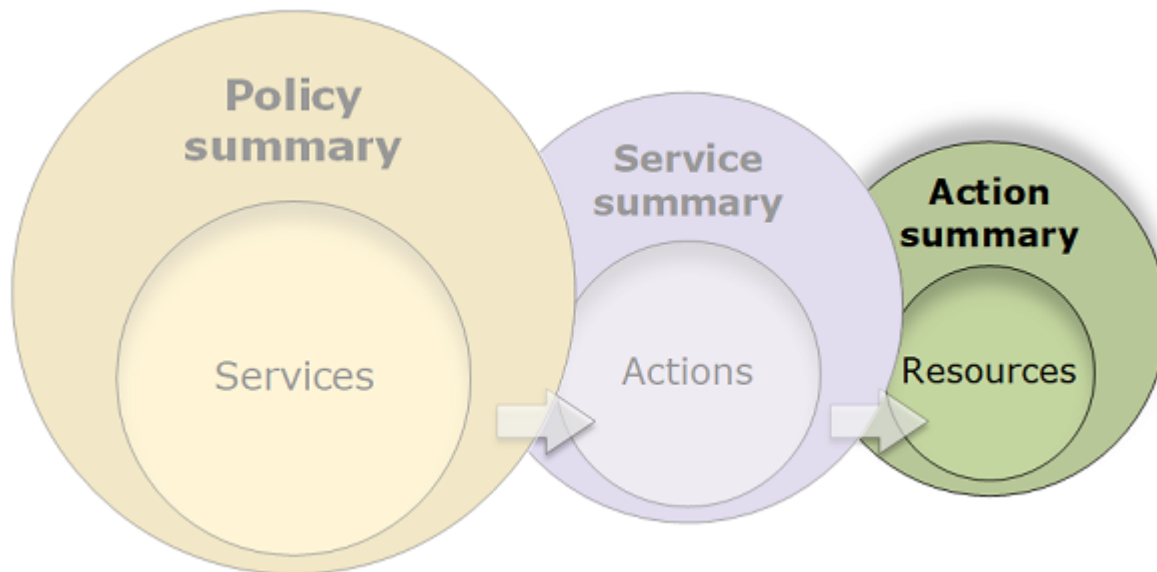 Policy
summary
Services
Service
summary
Actions
Action
summary
Resources